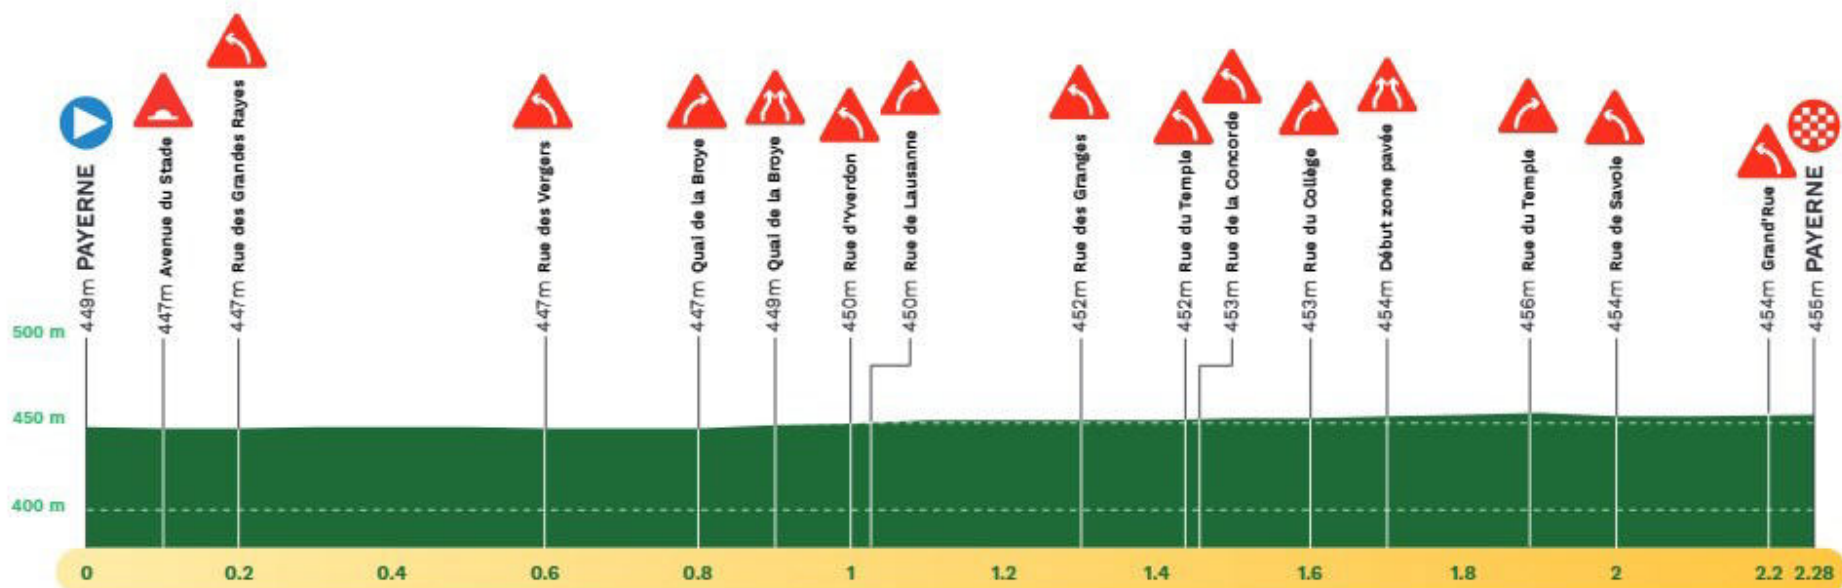 449m PAYERNE
447m Avenue du Stade
447m Rue des Grandes Rayes
447m Rue des Vergers
447m Quai de la Broye
449m Quai de la Broye
450m Rue d'Yverdon
450m Rue de Lausanne
452m Rue des Granges
452m Rue du Temple
453m Rue de la Concorde
453m Rue du Collège
454m Début zone pavée
456m Rue du Temple
454m Rue de Savoie
454m Grand'Rue
455m PAYERNE
500 m
450 m
400 m
0 0.2 0.4 0.6 0.8 1 1.2 1.4 1.6 1.8 2 2.2 2.28